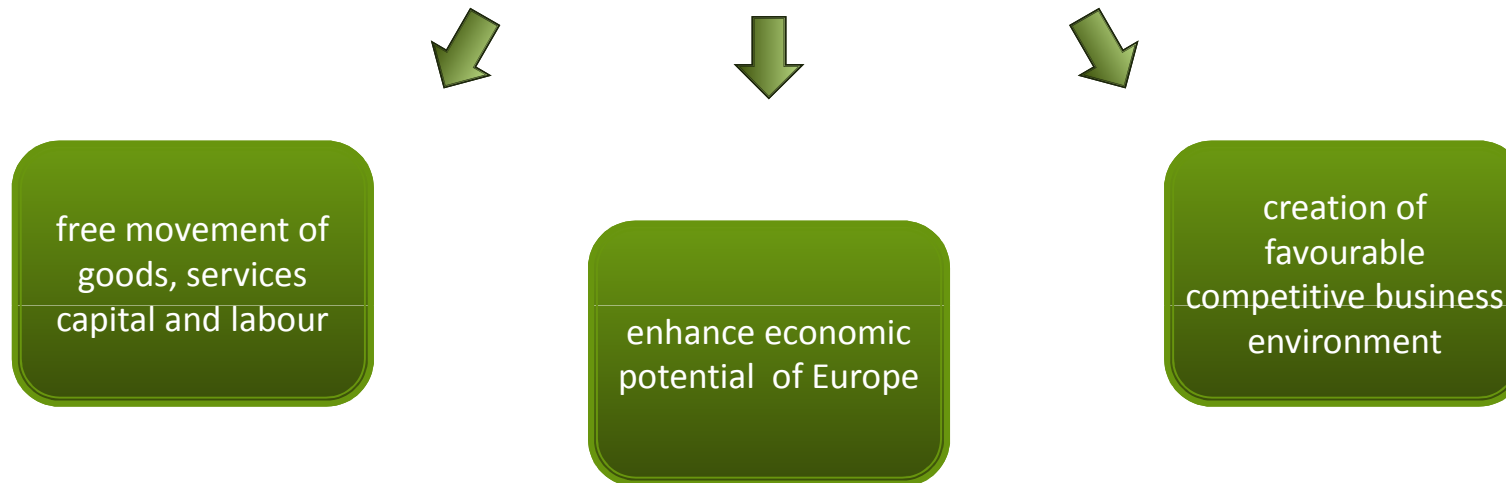 free movement of
goods, services
capital and labour
enhance economic
potential  of Europe
creation of
favourable
competitive business
environment